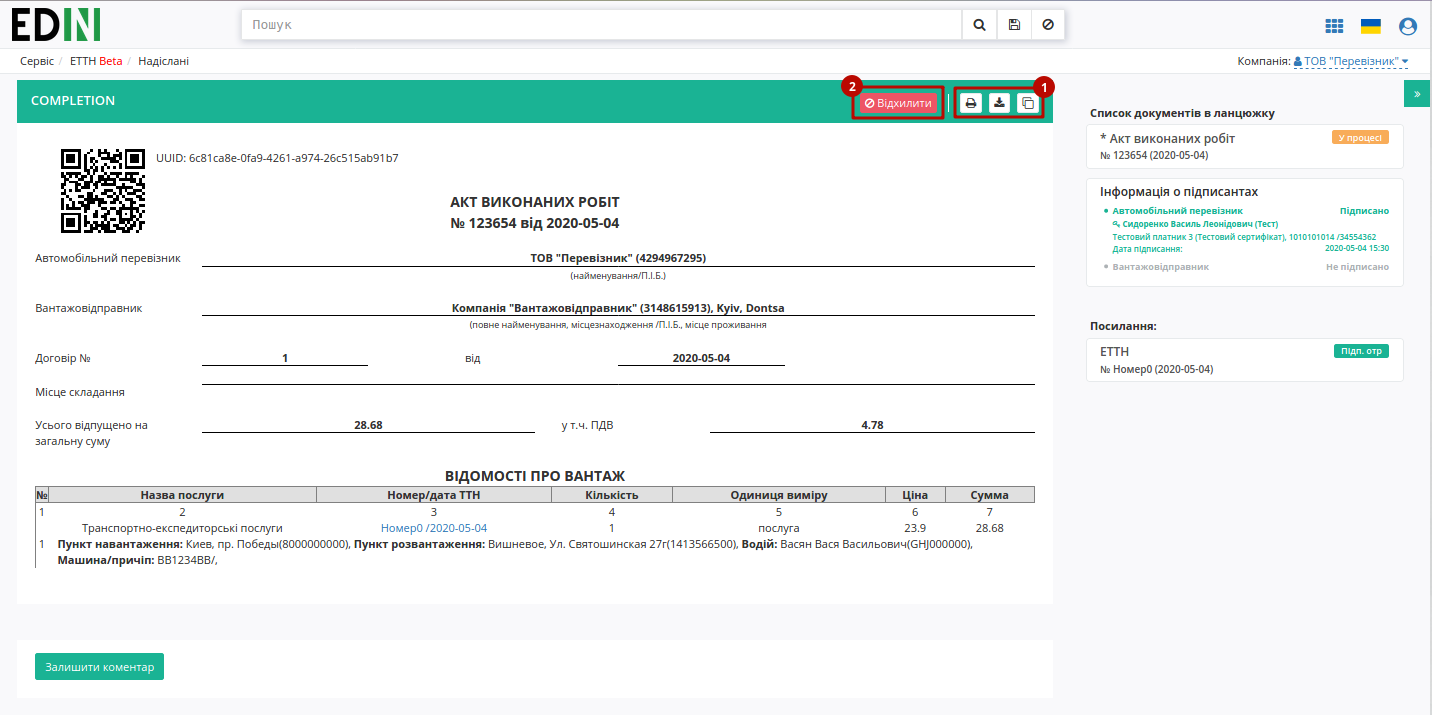 EDIN
Пошук
Сервіс / ЕТТН Beta / Надіслані
Компанія: ТОВ "Перевізник"
COMPLETION
2
Відхилити
1
»
UUID: 6c81ca8e-0fa9-4261-a974-26c515ab91b7
АКТ ВИКОНАНИХ РОБІТ
№ 123654 від 2020-05-04
Автомобільний перевізник ТОВ "Перевізник" (4294967295)
(найменування/П.І.Б.)
Вантажовідправник Компанія "Вантажовідправник" (3148615913), Kyiv, Dontsa
(повне найменування, місцезнаходження /П.І.Б., місце проживання
Договір № 1 від 2020-05-04
Місце складання
Усього відпущено на загальну суму 28.68 у т.ч. ПДВ 4.78
ВІДОМОСТІ ПРО ВАНТАЖ
№ Назва послуги Номер/дата ТТН Кількість Одиниця виміру Ціна Сумма
1 2 3 4 5 6 7
Транспортно-експедиторські послуги Номер0 /2020-05-04 1 послуга 23.9 28.68
1 Пункт навантаження: Киев, пр. Победы(8000000000), Пункт розвантаження: Вишневое, Ул. Святошинская 27г(1413566500), Водій: Васян Вася Васильович(GHJ000000),
Машина/причіп: BB1234BB/,
Залишити коментар
Список документів в ланцюжку
* Акт виконаних робіт У процесі
№ 123654 (2020-05-04)
Інформація о підписантах
Автомобільний перевізник Підписано
Сидоренко Василь Леонідович (Тест)
Тестовий платник 3 (Тестовий сертифікат), 1010101014 /34554362
Дата підписання: 2020-05-04 15:30
Вантажовідправник Не підписано
Посилання:
ЕТТН Підп. отр
№ Номер0 (2020-05-04)